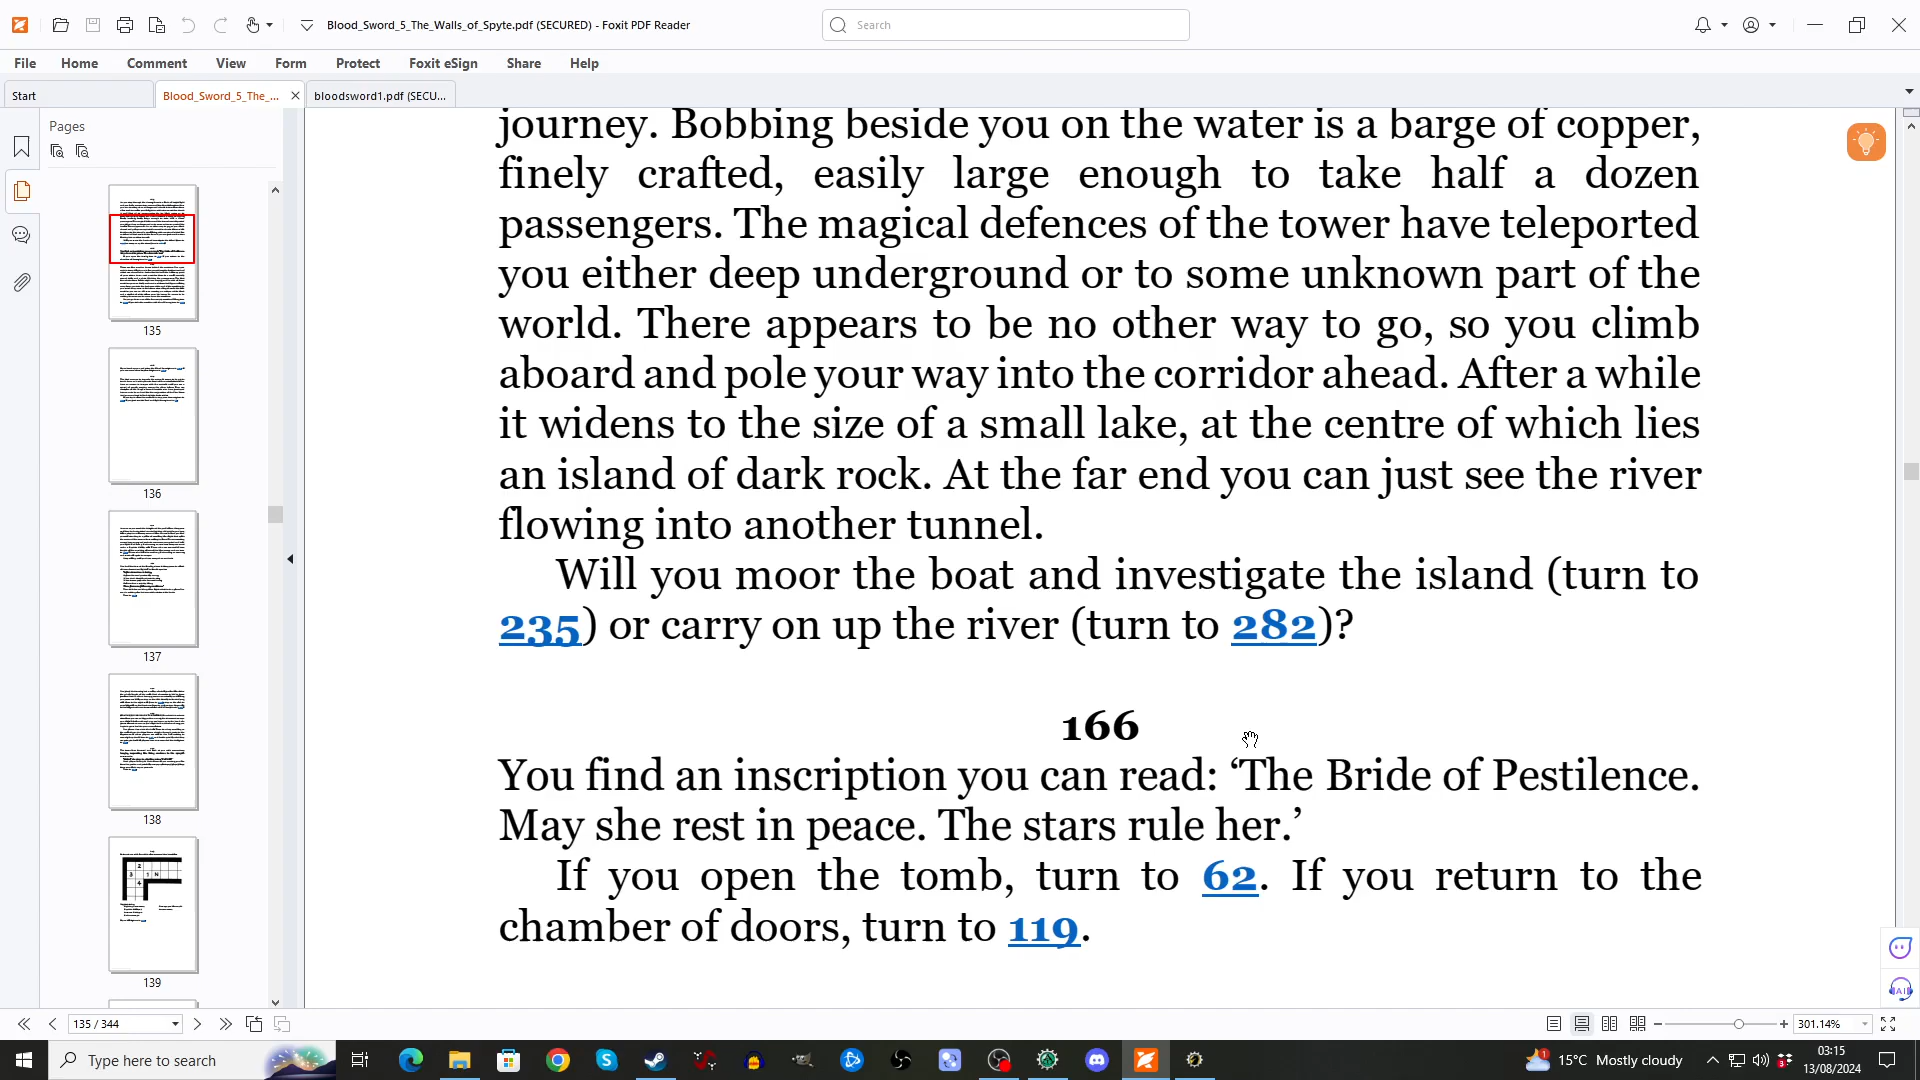 Blood_Sword_5_The_Walls_of_Spyte.pdf (SECURED) - Foxit PDF Reader
Search
File Home Comment View Form Protect Foxit eSign Share Help
Start
Blood_Sword_5_The_...
bloodsword1.pdf (SECU...
Pages
135
136
137
138
139
journey. Bobbing beside you on the water is a barge of copper,
finely crafted, easily large enough to take half a dozen
passengers. The magical defences of the tower have teleported
you either deep underground or to some unknown part of the
world. There appears to be no other way to go, so you climb
aboard and pole your way into the corridor ahead. After a while
it widens to the size of a small lake, at the centre of which lies
an island of dark rock. At the far end you can just see the river
flowing into another tunnel.
Will you moor the boat and investigate the island (turn to
235) or carry on up the river (turn to 282)?
166
You find an inscription you can read: ‘The Bride of Pestilence.
May she rest in peace. The stars rule her.’
If you open the tomb, turn to 62. If you return to the
chamber of doors, turn to 119.
135 / 344
301.14%
Type here to search
15°C Mostly cloudy
03:15
13/08/2024